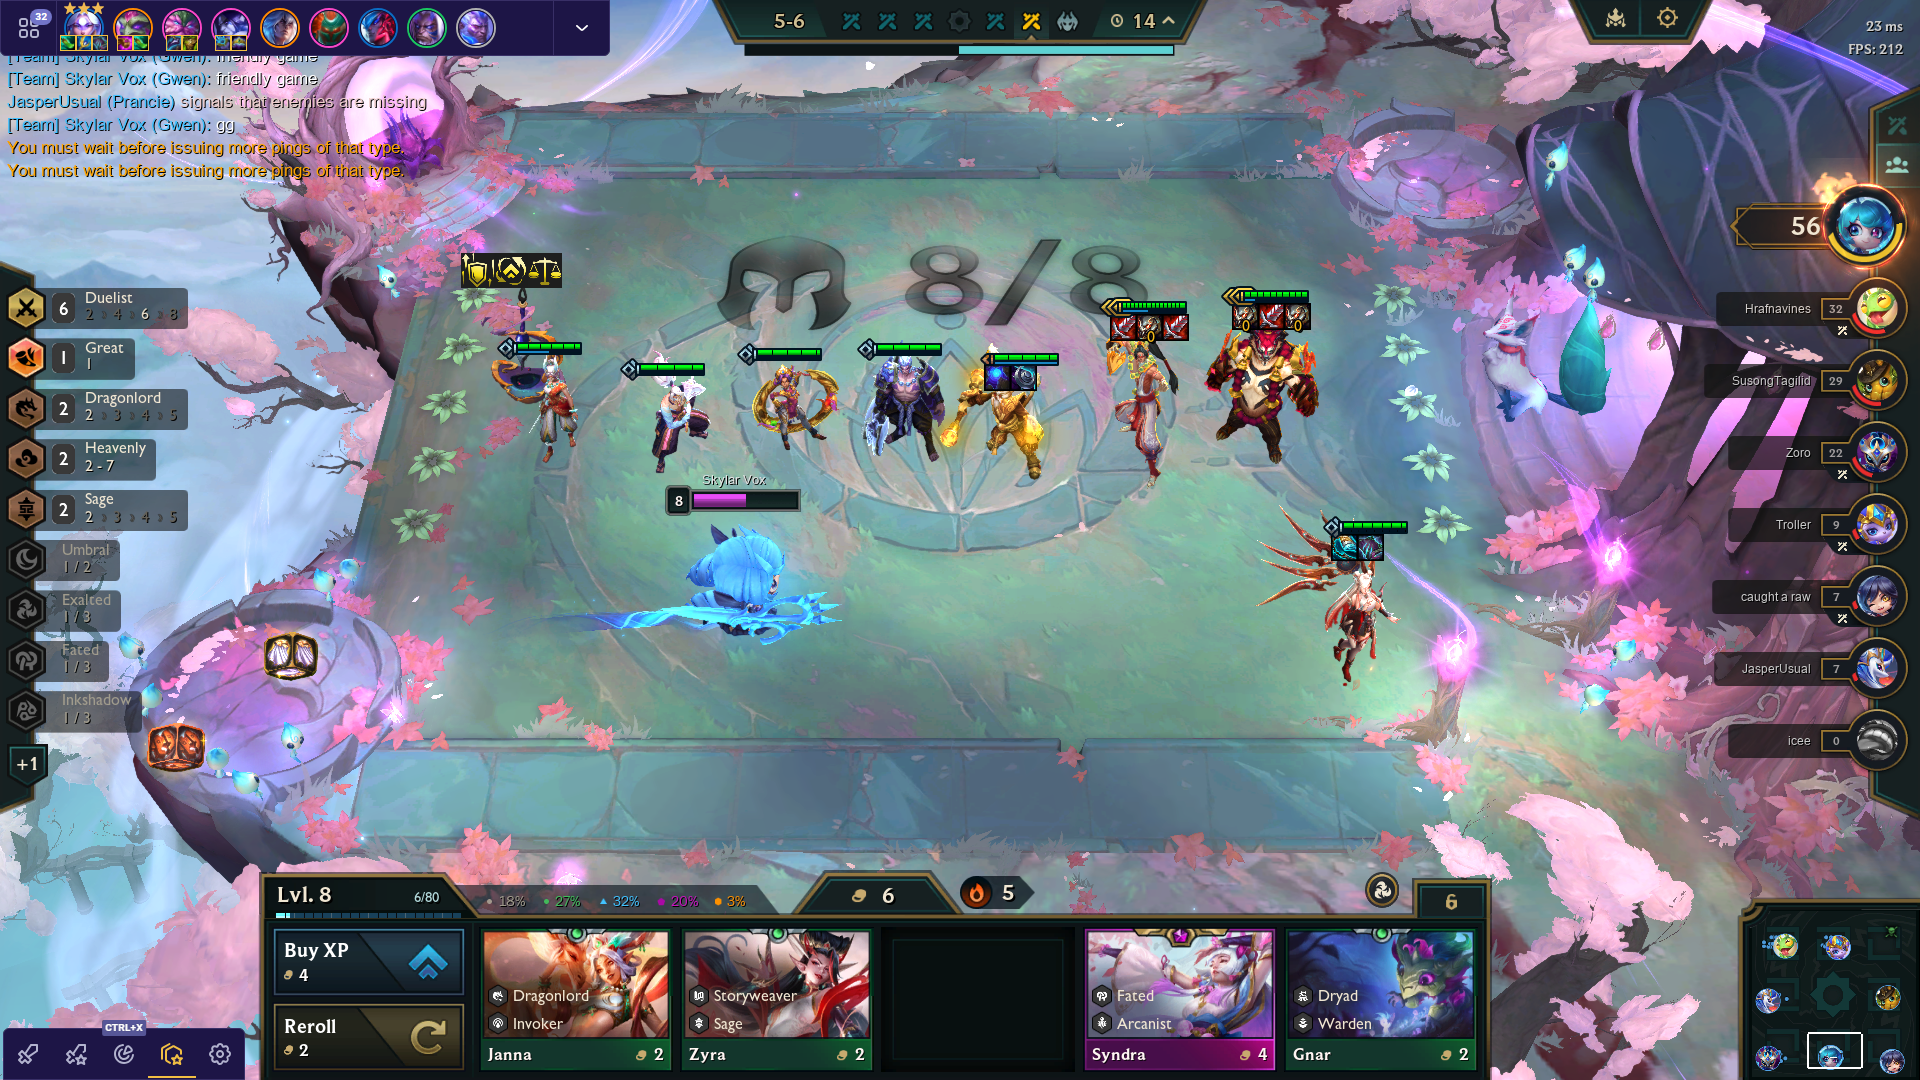 32
5-6
14
23 ms
FPS: 212
[Team] Skylar Vox (Gwen): friendly game
[Team] Skylar Vox (Gwen): friendly game
JasperUsual (Prancie) signals that enemies are missing
[Team] Skylar Vox (Gwen): gg
You must wait before issuing more pings of that type.
You must wait before issuing more pings of that type.
8/8
56
Hrafnavines 32
SusongTagilid 29
Zoro 22
Troller 9
caught a raw 7
JasperUsual 7
icee 0
6 Duelist
2 › 4 › 6 › 8
1 Great
1
2 Dragonlord
2 › 3 › 4 › 5
2 Heavenly
2 - 7
2 Sage
2 › 3 › 4 › 5
Umbral
1 / 2
Exalted
1 / 3
Fated
1 / 3
Inkshadow
1 / 3
+1
0
0
0
Skylar Vox
8
Lvl. 8
6/80
18%
27%
32%
20%
3%
6
5
6
Buy XP
4
Reroll
2
Dragonlord
Invoker
Janna 2
Storyweaver
Sage
Zyra 2
Fated
Arcanist
Syndra 4
Dryad
Warden
Gnar 2
CTRL+X